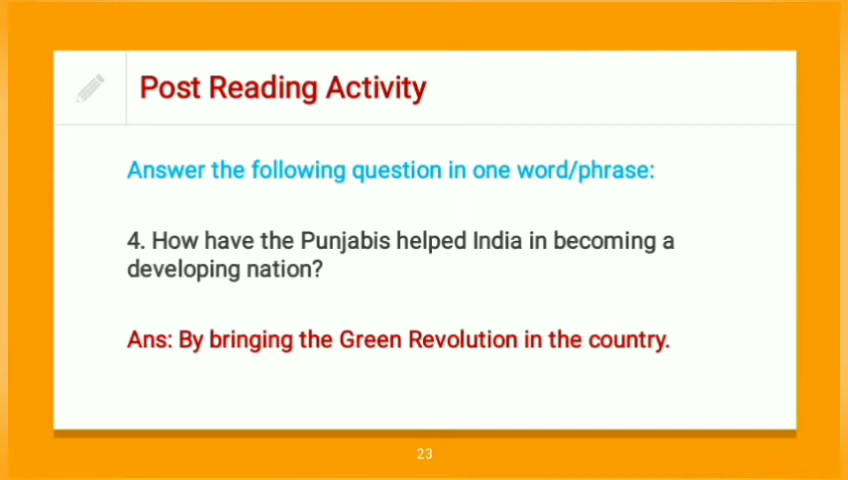 Post Reading Activity
Answer the following question in one word/phrase:
4. How have the Punjabis helped India in becoming a
developing nation?
Ans: By bringing the Green Revolution in the country.
23